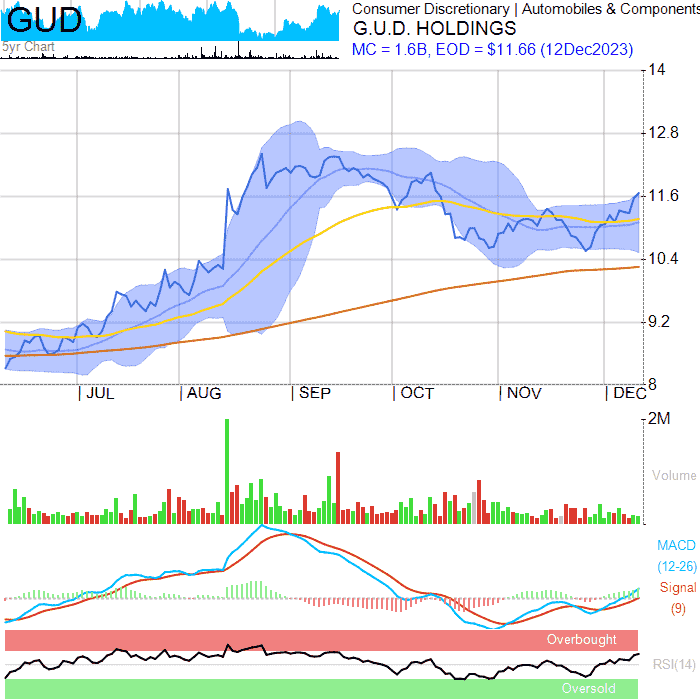 GUD
5yr Chart
Consumer Discretionary | Automobiles & Components
G.U.D. HOLDINGS
MC = 1.6B, EOD = $11.66 (12Dec2023)
14
12.8
11.6
10.4
9.2
8
JUL
AUG
SEP
OCT
NOV
DEC
2M
Volume
MACD
(12-26)
Signal
(9)
Overbought
RSI(14)
Oversold